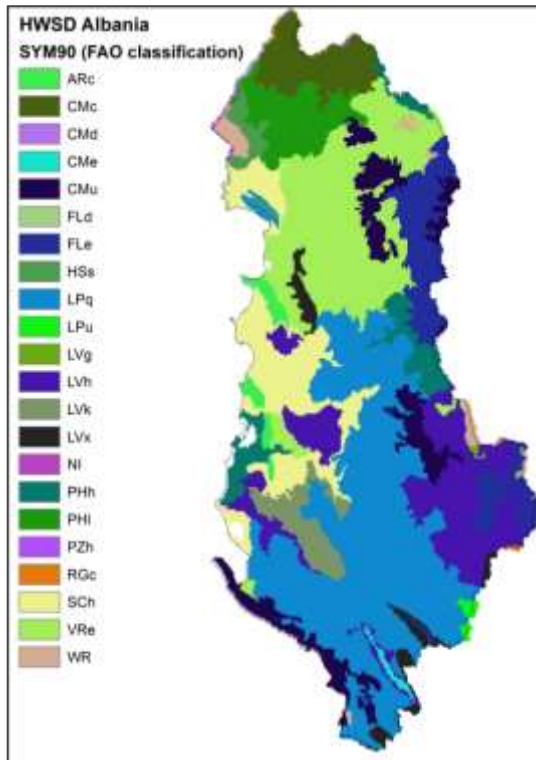 HWSD Albania
SYM90 (FAO classification)
ARc
CMc
CMd
CMe
CMu
FLd
FLe
HSs
LPq
LPu
LVg
LVh
LVk
LVx
NI
PHh
PHl
PZh
RGc
SCh
VRe
WR